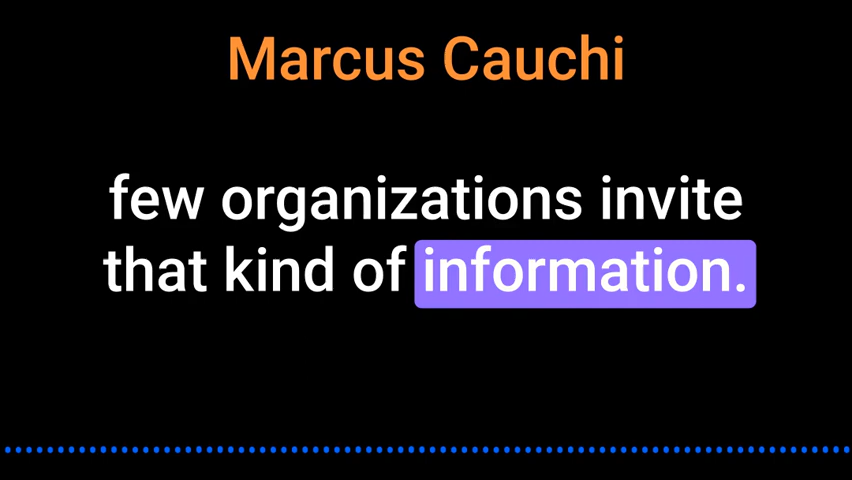 Marcus Cauchi
few organizations invite
that kind of information.